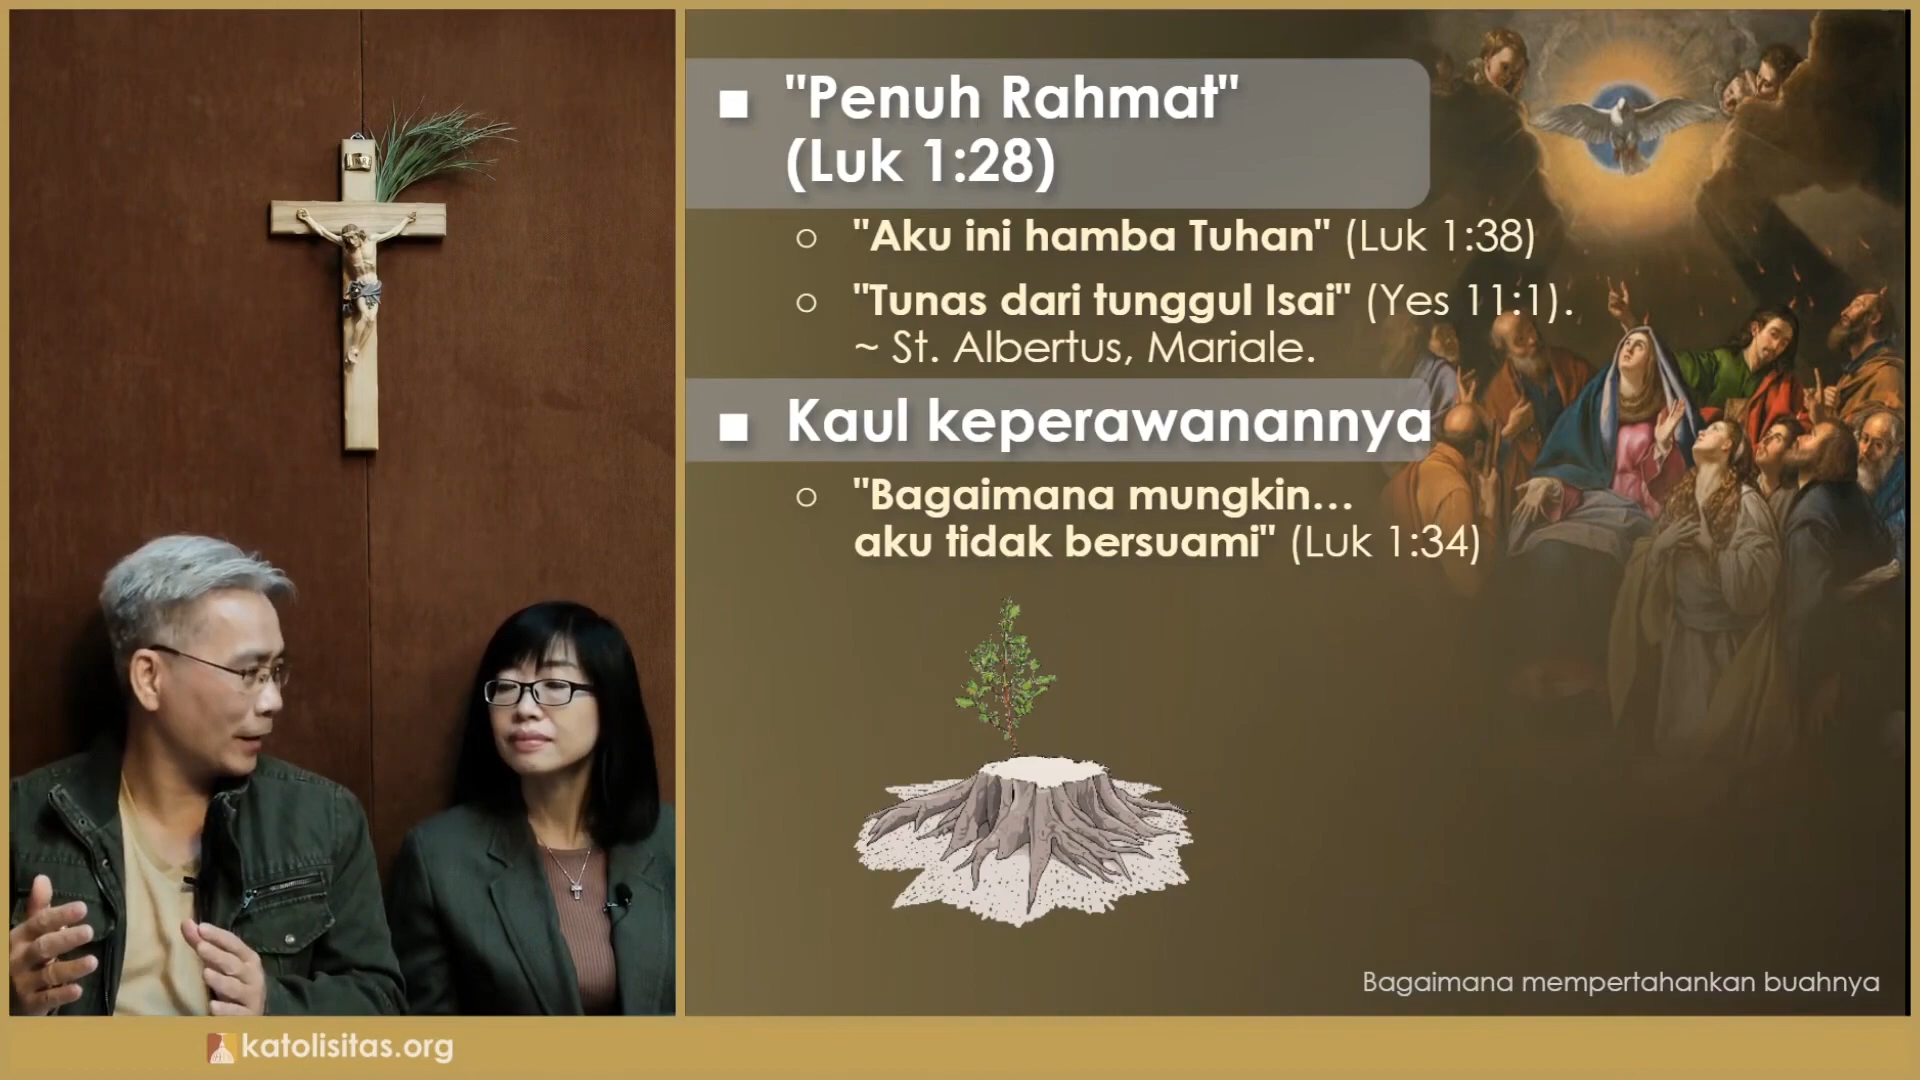 ■ "Penuh Rahmat"
(Luk 1:28)
○ "Aku ini hamba Tuhan" (Luk 1:38)
○ "Tunas dari tunggul Isai" (Yes 11:1).
~ St. Albertus, Mariale.
■ Kaul keperawanannya
○ "Bagaimana mungkin...
aku tidak bersuami" (Luk 1:34)
Bagaimana mempertahankan buahnya
katolisitas.org